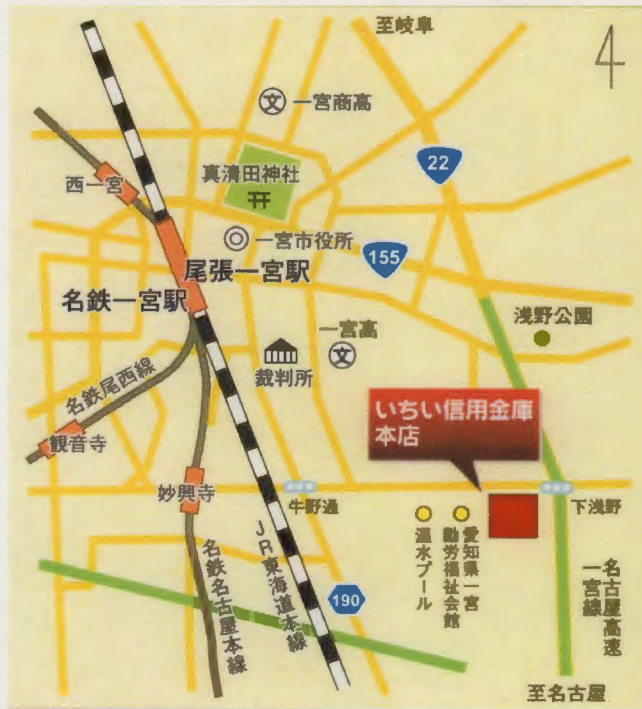 至岐阜
4
一宮商高
22
西一宮
真清田神社
一宮市役所
155
尾張一宮駅
名鉄一宮駅
浅野公園
一宮高
裁判所
名鉄尾西線
いちい信用金庫
本店
観音寺
妙興寺
牛野通
下浅野
温水プール
愛知県一宮
勤労福祉会館
名古屋高速
一宮線
名鉄名古屋本線
JR東海道本線
190
至名古屋
文
文